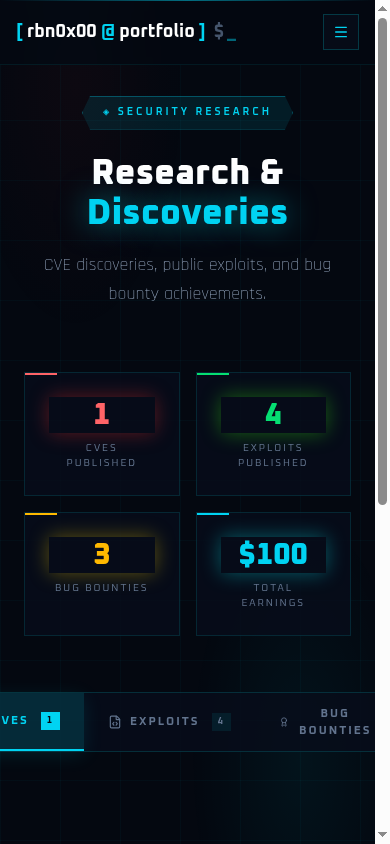 [ rbn0x00 @ portfolio ] $_
◈ SECURITY RESEARCH
Research &
Discoveries
CVE discoveries, public exploits, and bug
bounty achievements.
1
CVES
PUBLISHED
4
EXPLOITS
PUBLISHED
3
BUG BOUNTIES
$100
TOTAL
EARNINGS
VES 1
EXPLOITS 4
BUG
BOUNTIES